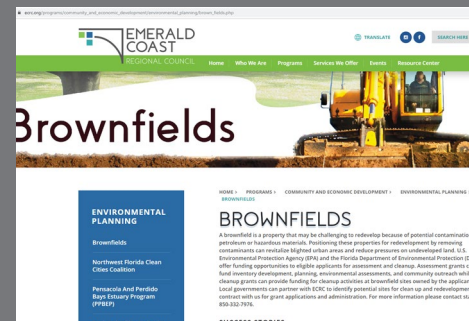 ecrc.org/programs/community_and_economic_development/environmental_planning/brown_fields.php
EMERALD
COAST
REGIONAL COUNCIL
TRANSLATE
SEARCH HERE
Home Who We Are Programs Services We Offer Events Resource Center
Brownfields
HOME > PROGRAMS > COMMUNITY AND ECONOMIC DEVELOPMENT > ENVIRONMENTAL PLANNING
BROWNFIELDS
ENVIRONMENTAL
PLANNING
Brownfields
Northwest Florida Clean
Cities Coalition
Pensacola And Perdido
Bays Estuary Program
(PPBEP)
BROWNFIELDS
A brownfield is a property that may be challenging to redevelop because of potential contamination
petroleum or hazardous materials. Positioning these properties for redevelopment by removing
contaminants can revitalize blighted urban areas and reduce pressures on undeveloped land. U.S.
Environmental Protection Agency (EPA) and the Florida Department of Environmental Protection
offer funding opportunities to eligible applicants for assessment and cleanup. Assessment grants
fund inventory development, planning, environmental assessments, and community outreach
cleanup grants can provide funding for cleanup activities at brownfield sites owned by the
Local governments can partner with ECRC to identify potential sites for clean up and
contract with us for grant applications and administration. For more information please contact
850-332-7976.
SUCCESS STORIES